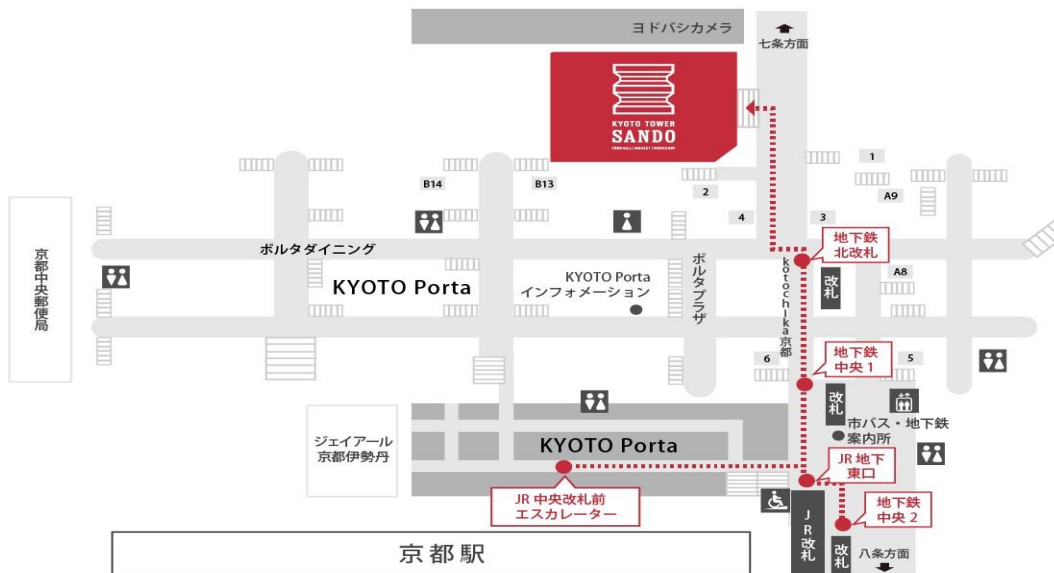 ヨドバシカメラ
七条方面
KYOTO TOWER
SANDO
FOOD HALL | MARKET | WORKSHOP
1
B14
B13
2
A9
4
3
地下鉄
北改札
京都中央郵便局
ポルタダイニング
KYOTO Porta
KYOTO Porta
インフォメーション
ポルタプラザ
kotochika京都
改札
A8
6
地下鉄
中央1
5
改札
市バス・地下鉄
案内所
ジェイアール
京都伊勢丹
KYOTO Porta
JR地下
東口
JR中央改札前
エスカレーター
JR改札
地下鉄
中央2
京都駅
改札
八条方面